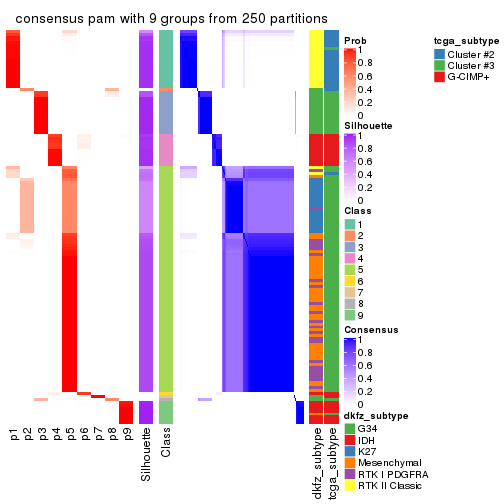 consensus pam with 9 groups from 250 partitions
p1
p2
p3
p4
p5
p6
p7
p8
p9
Silhouette
Class
dkfz_subtype
tcga_subtype
Prob
1
0.8
0.6
0.4
0.2
0
Silhouette
1
0.8
0.6
0.4
0.2
0
Class
1
2
3
4
5
6
7
8
9
Consensus
1
0.8
0.6
0.4
0.2
0
dkfz_subtype
G34
IDH
K27
Mesenchymal
RTK I PDGFRA
RTK II Classic
tcga_subtype
Cluster #2
Cluster #3
G-CIMP+